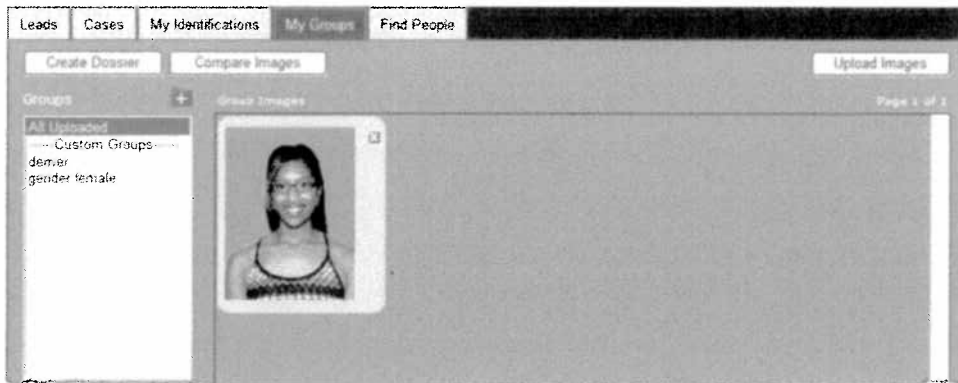 Leads Cases My Identifications My Groups Find People
Create Dossier Compare Images Upload Images
Groups + Group Images Page 1 of 1
All Uploaded
Custom Groups
denver
gender female